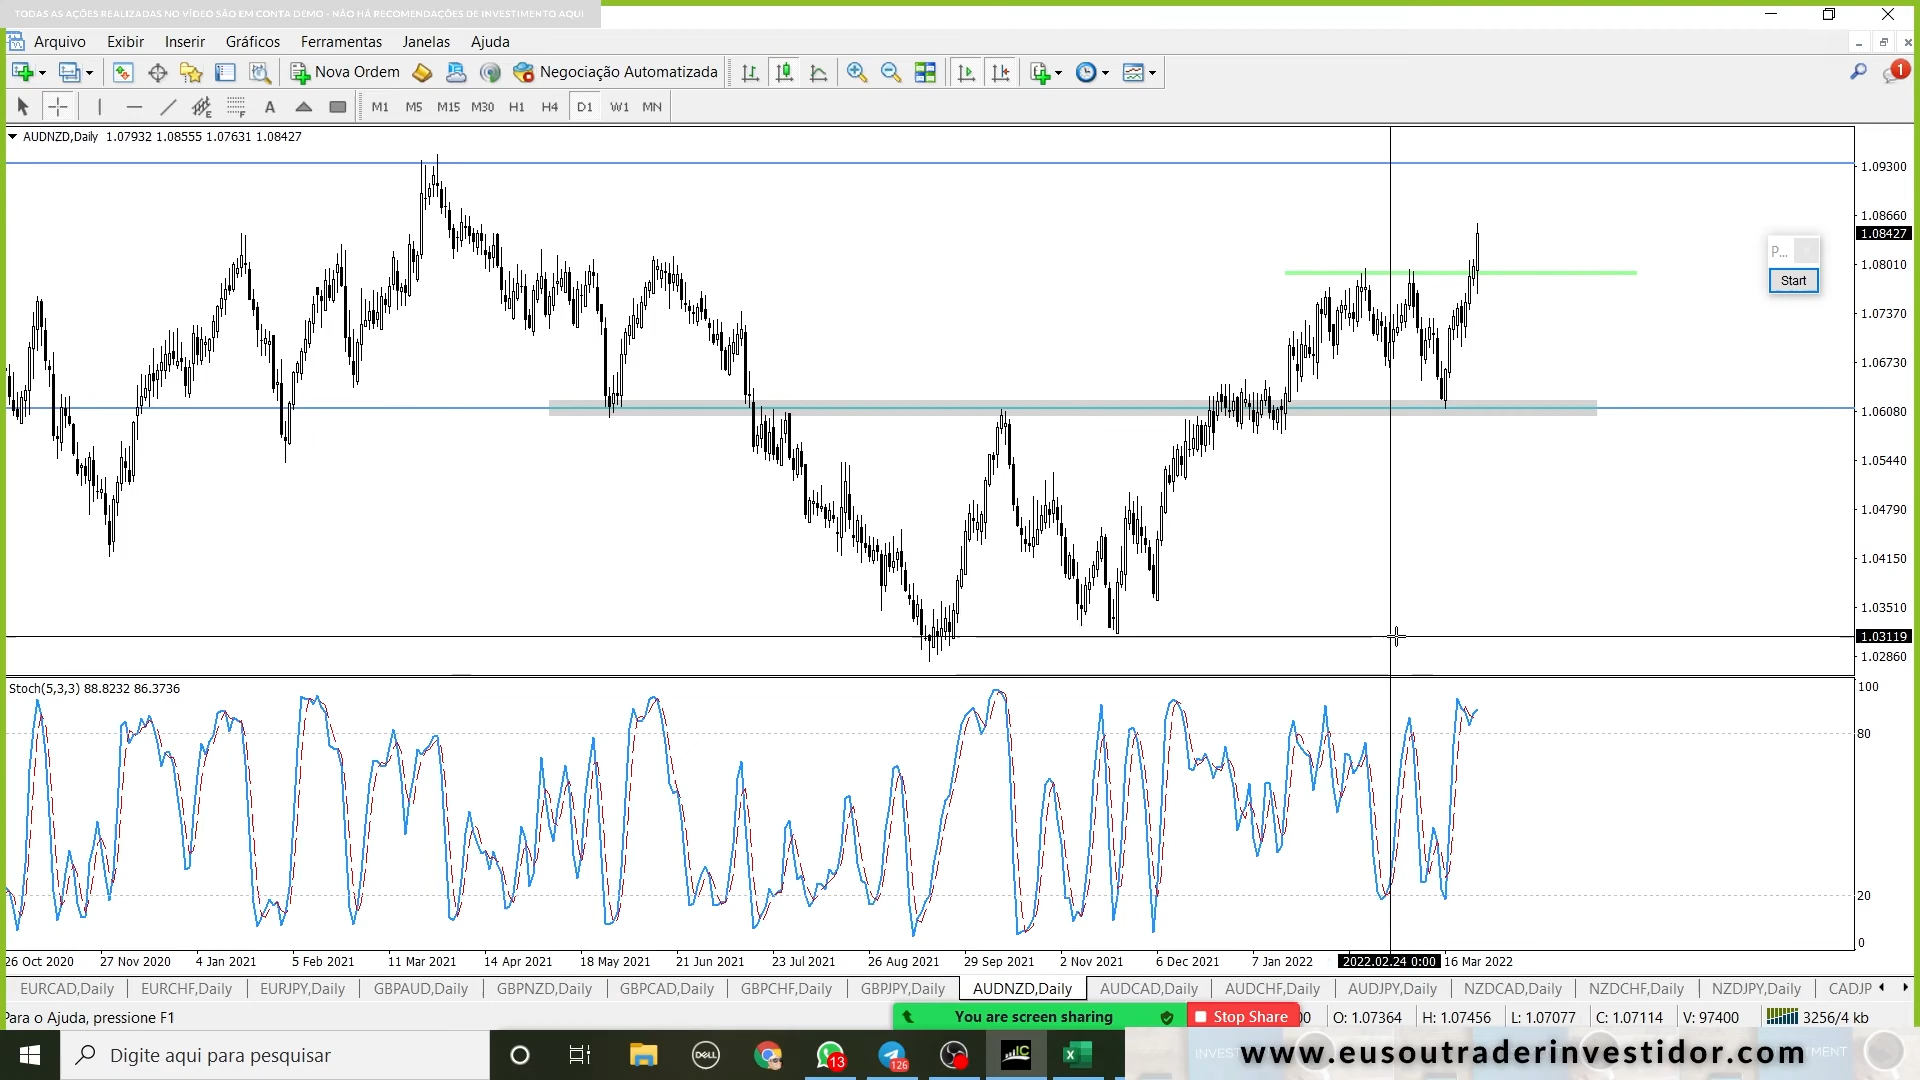 TODAS AS AÇÕES REALIZADAS NO VÍDEO SÃO EM CONTA DEMO - NÃO HÁ RECOMENDAÇÕES DE INVESTIMENTO AQUI
Arquivo Exibir Inserir Gráficos Ferramentas Janelas Ajuda
Nova Ordem Negociação Automatizada
1
A M1 M5 M15 M30 H1 H4 D1 W1 MN
AUDNZD,Daily 1.07932 1.08555 1.07631 1.08427
1.09300
1.08660
1.08427
P...
1.08010
Start
1.07370
1.06730
1.06080
1.05440
1.04790
1.04150
1.03510
1.03119
1.02860
Stoch(5,3,3) 88.8232 86.3736
100
80
20
0
26 Oct 2020 27 Nov 2020 4 Jan 2021 5 Feb 2021 11 Mar 2021 14 Apr 2021 18 May 2021 21 Jun 2021 23 Jul 2021 26 Aug 2021 29 Sep 2021 2 Nov 2021 6 Dec 2021 7 Jan 2022 2022.02.24 0:00 16 Mar 2022
EURCAD,Daily EURCHF,Daily EURJPY,Daily GBPAUD,Daily GBPNZD,Daily GBPCAD,Daily GBPCHF,Daily GBPJPY,Daily AUDNZD,Daily AUDCAD,Daily AUDCHF,Daily AUDJPY,Daily NZDCAD,Daily NZDCHF,Daily NZDJPY,Daily CADJP
Para o Ajuda, pressione F1 You are screen sharing Stop Share 00 O: 1.07364 H: 1.07456 L: 1.07077 C: 1.07114 V: 97400 3256/4 kb
Digite aqui para pesquisar DELL 13 126 IC www.eusoutraderinvestidor.com